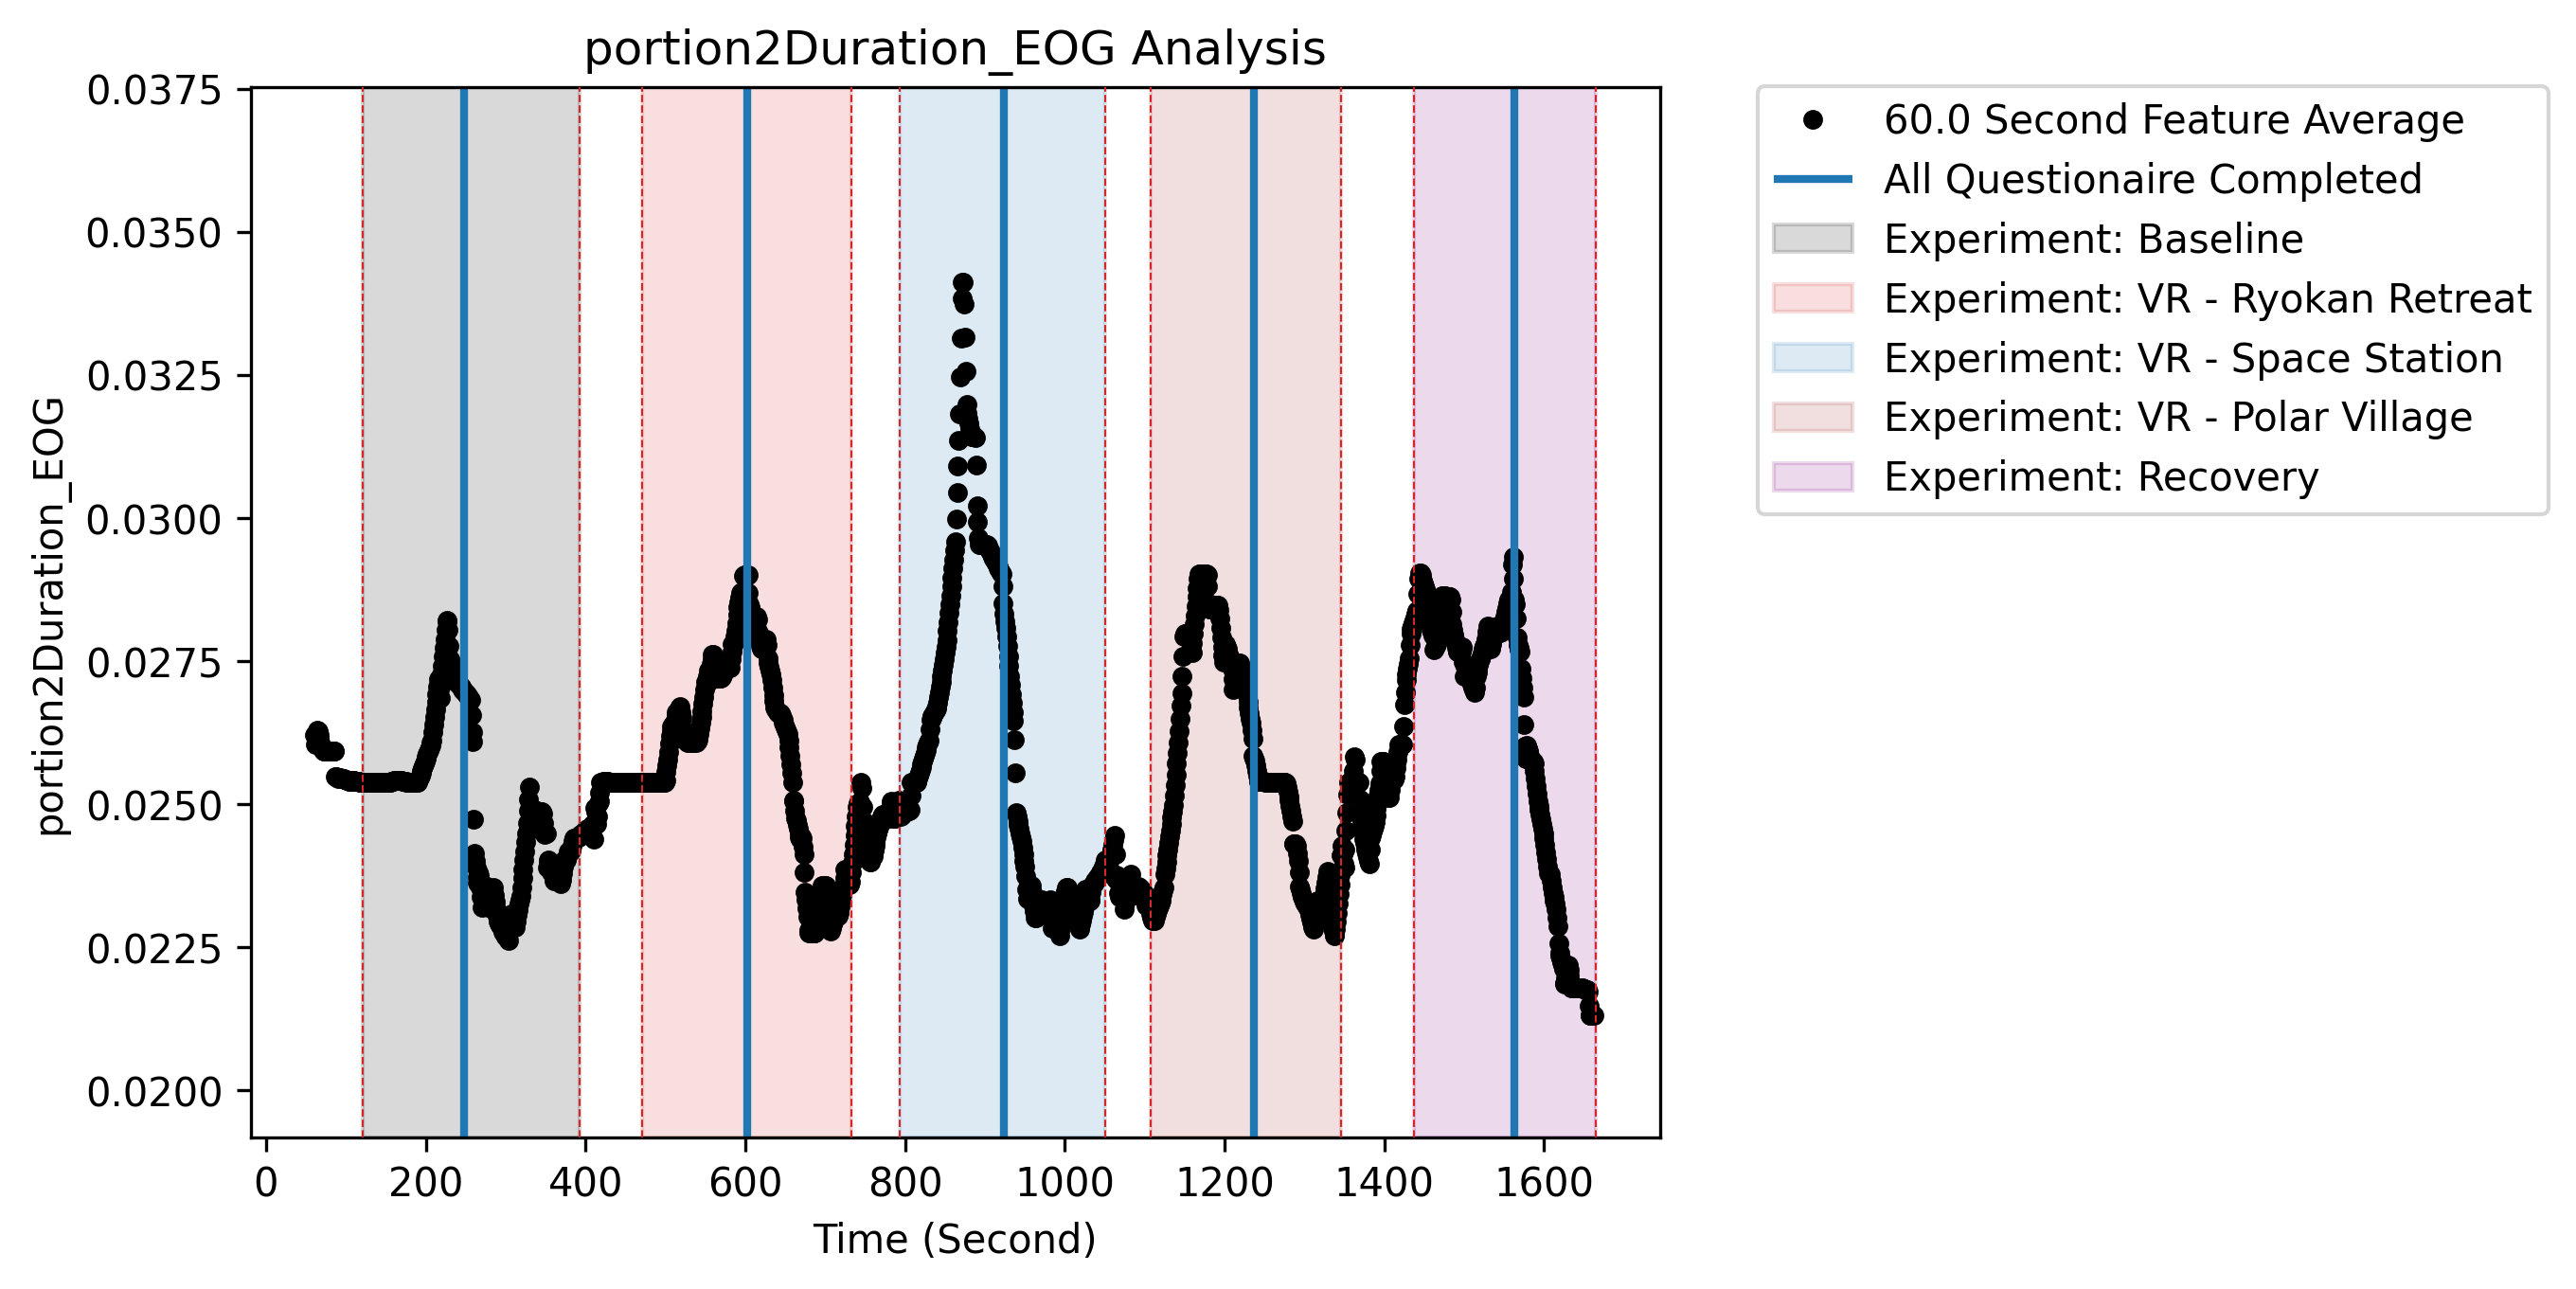 portion2Duration_EOG Analysis
portion2Duration_EOG
0.0375
0.0350
0.0325
0.0300
0.0275
0.0250
0.0225
0.0200
0 200 400 600 800 1000 1200 1400 1600
Time (Second)
60.0 Second Feature Average
All Questionaire Completed
Experiment: Baseline
Experiment: VR - Ryokan Retreat
Experiment: VR - Space Station
Experiment: VR - Polar Village
Experiment: Recovery